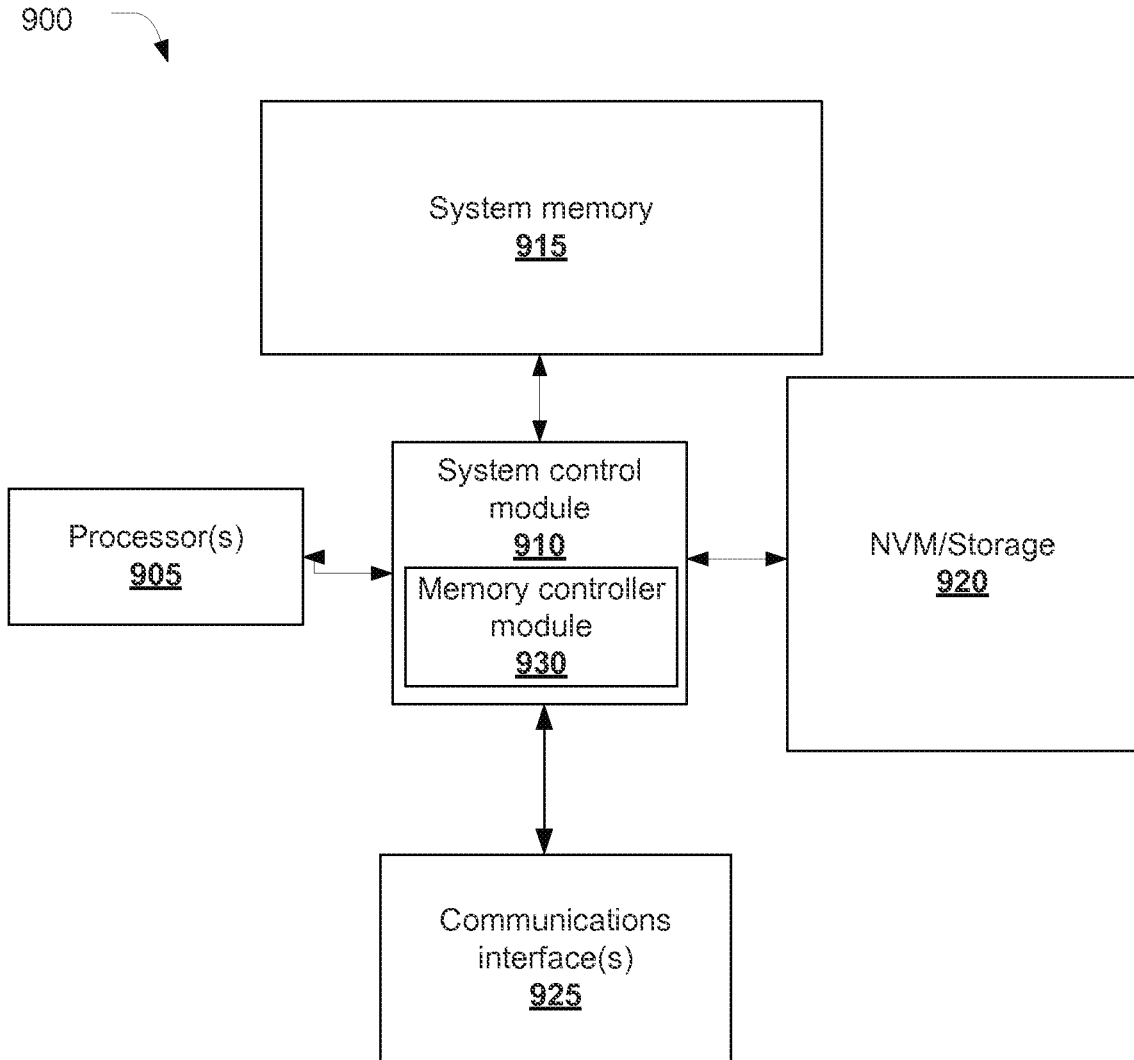 900
System memory
915
System control
module
910
Processor(s)
905
Memory controller
module
930
NVM/Storage
920
Communications
interface(s)
925